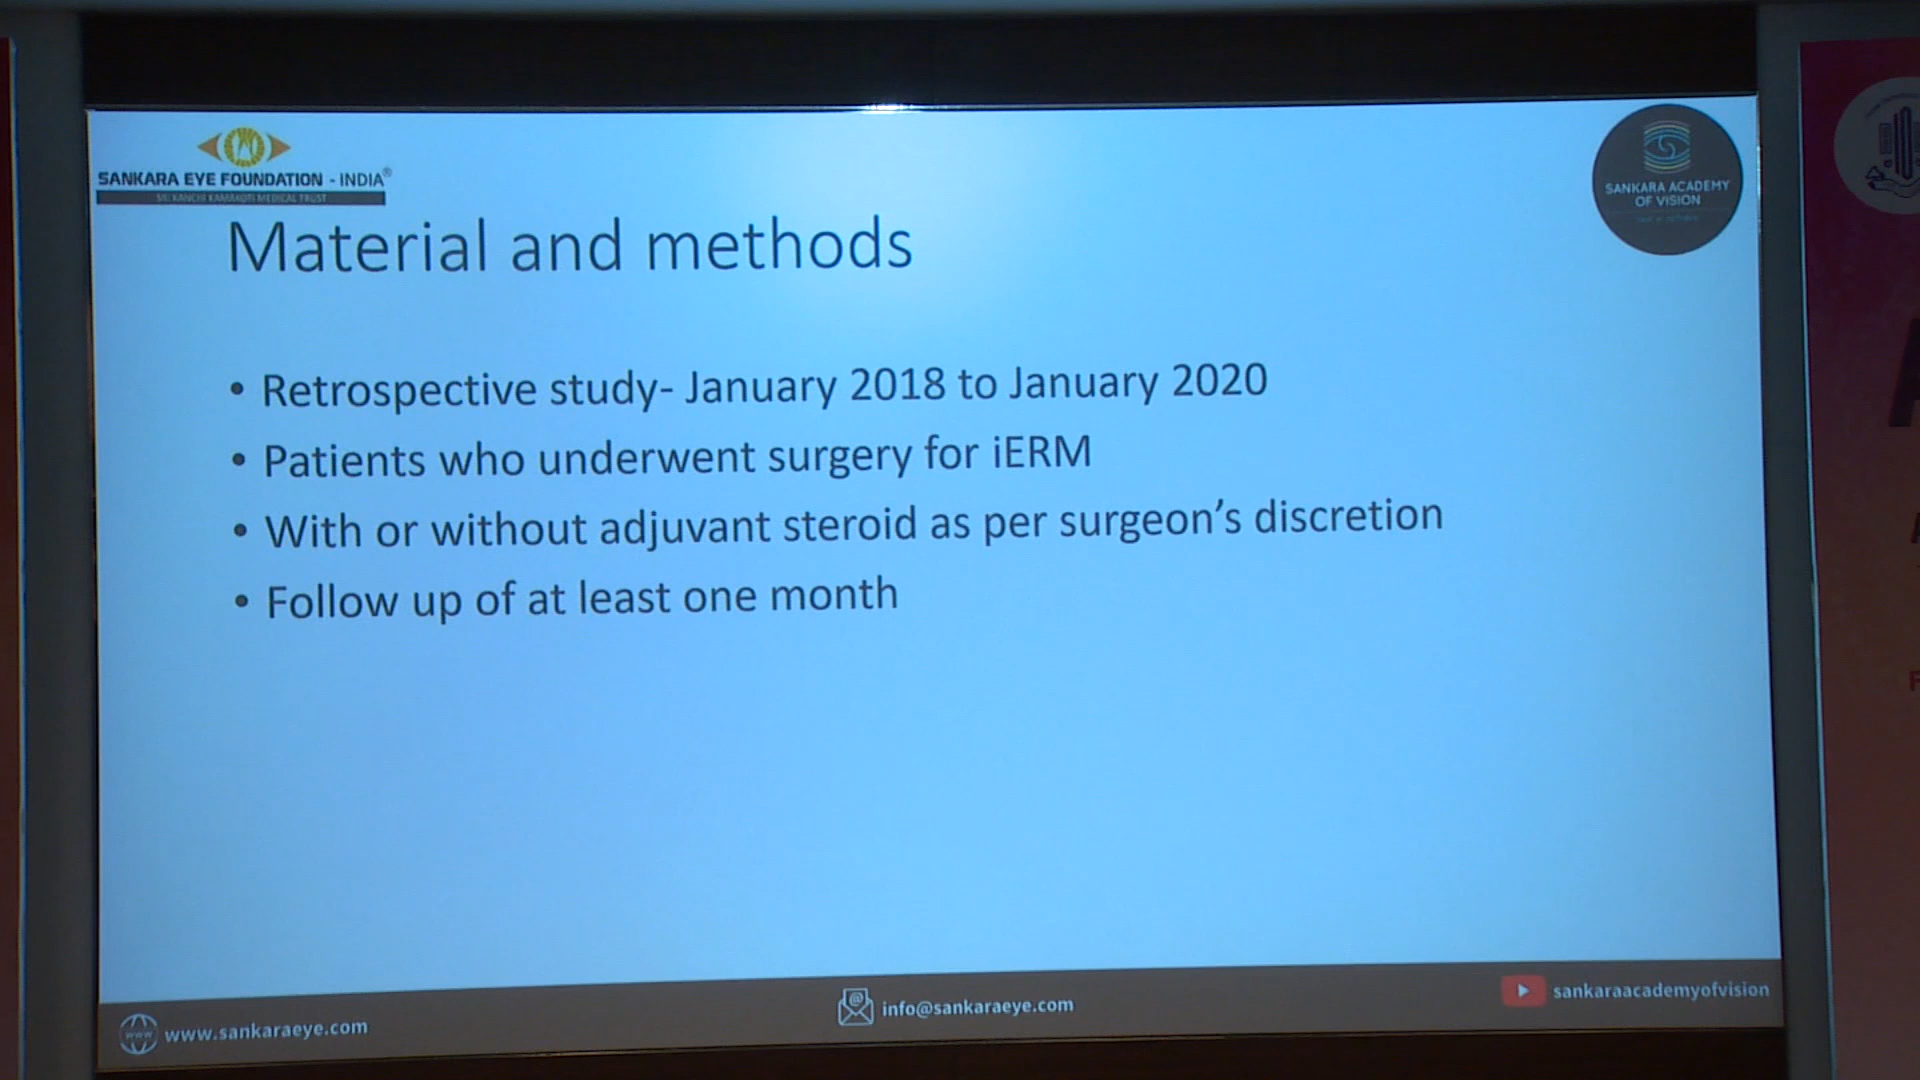 SANKARA EYE FOUNDATION - INDIA®
SRI KANCHI KAMAKOTI MEDICAL TRUST
SANKARA ACADEMY
OF VISION
Material and methods
• Retrospective study- January 2018 to January 2020
• Patients who underwent surgery for iERM
• With or without adjuvant steroid as per surgeon’s discretion
• Follow up of at least one month
www.sankaraeye.com
info@sankaraeye.com
sankaraacademyofvision